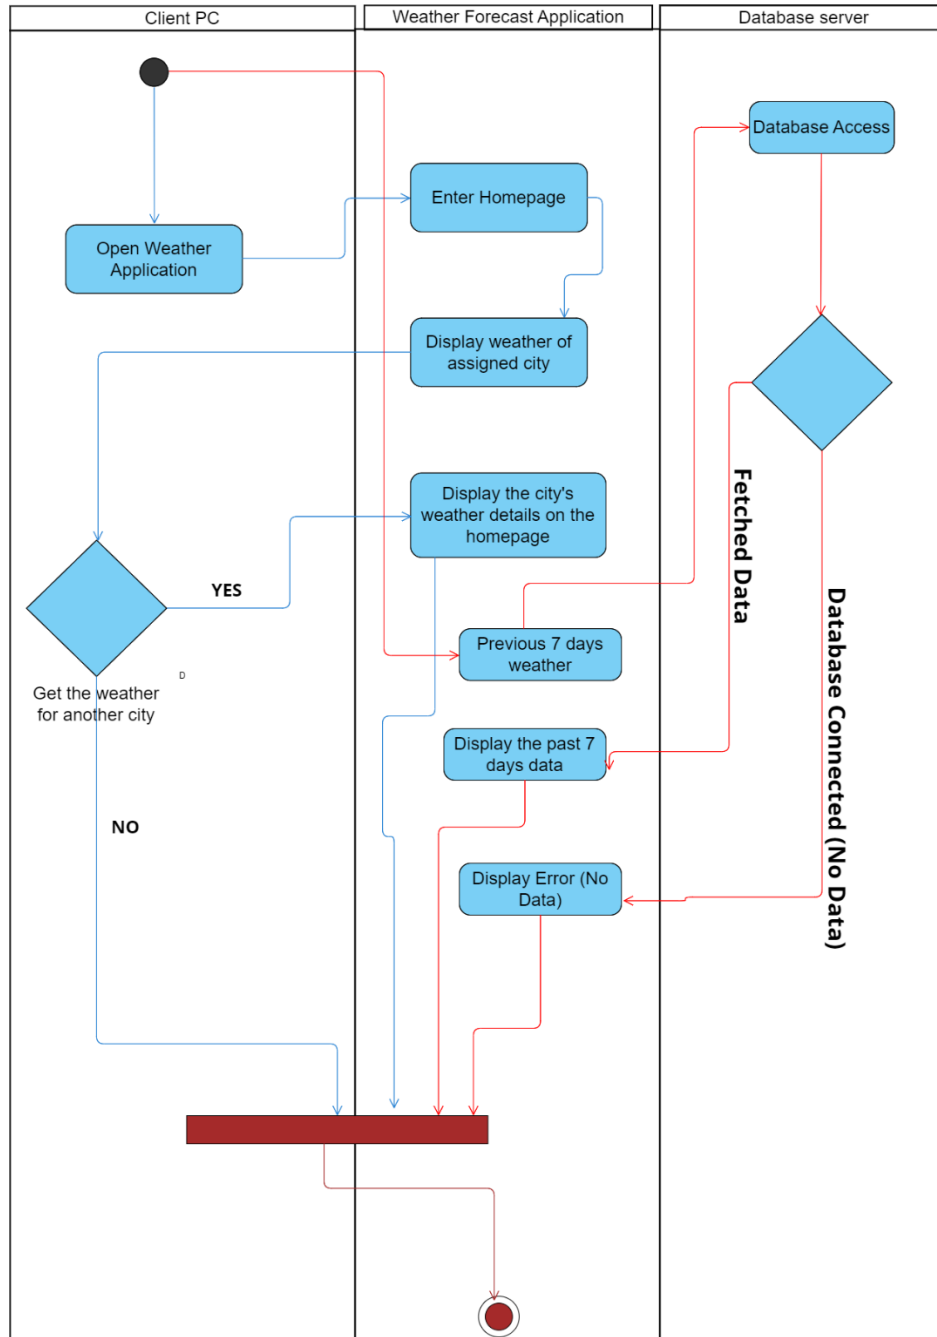 Client PC
Weather Forecast Application
Database server
Database Access
Enter Homepage
Open Weather
Application
Display weather of
assigned city
Display the city's
weather details on the
homepage
YES
Fetched Data
Database Connected (No Data)
Previous 7 days
weather
D
Get the weather
for another city
Display the past 7
days data
NO
Display Error (No
Data)